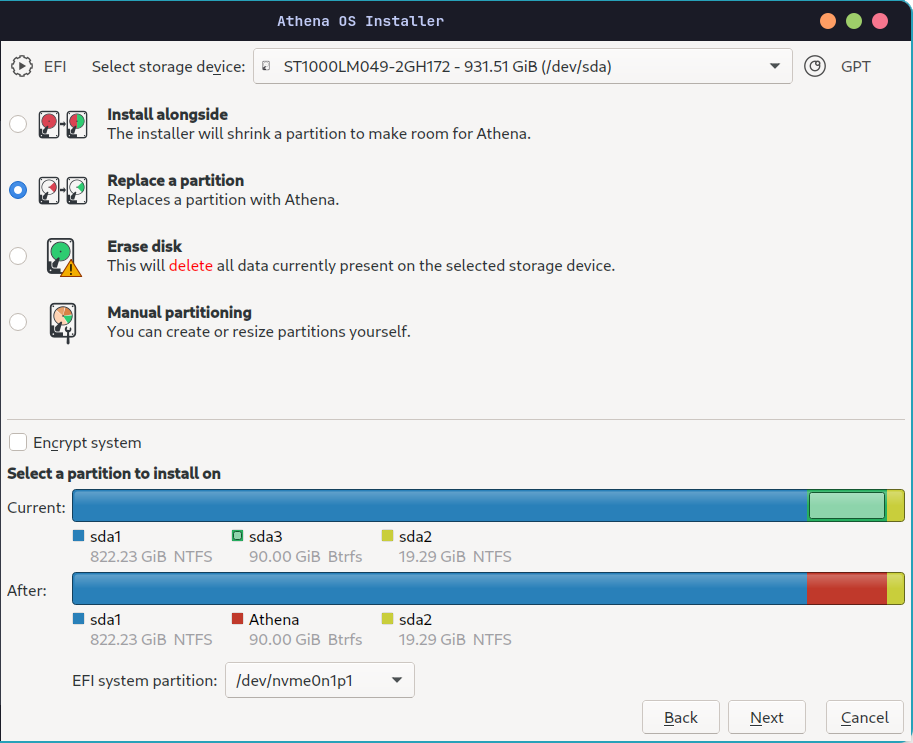 Athena OS Installer
EFI Select storage device: ST1000LM049-2GH172 - 931.51 GiB (/dev/sda) GPT
Install alongside
The installer will shrink a partition to make room for Athena.
Replace a partition
Replaces a partition with Athena.
Erase disk
This will delete all data currently present on the selected storage device.
Manual partitioning
You can create or resize partitions yourself.
Encrypt system
Select a partition to install on
Current:
sda1 sda3 sda2
822.23 GiB NTFS 90.00 GiB Btrfs 19.29 GiB NTFS
After:
sda1 Athena sda2
822.23 GiB NTFS 90.00 GiB Btrfs 19.29 GiB NTFS
EFI system partition: /dev/nvme0n1p1
Back Next Cancel